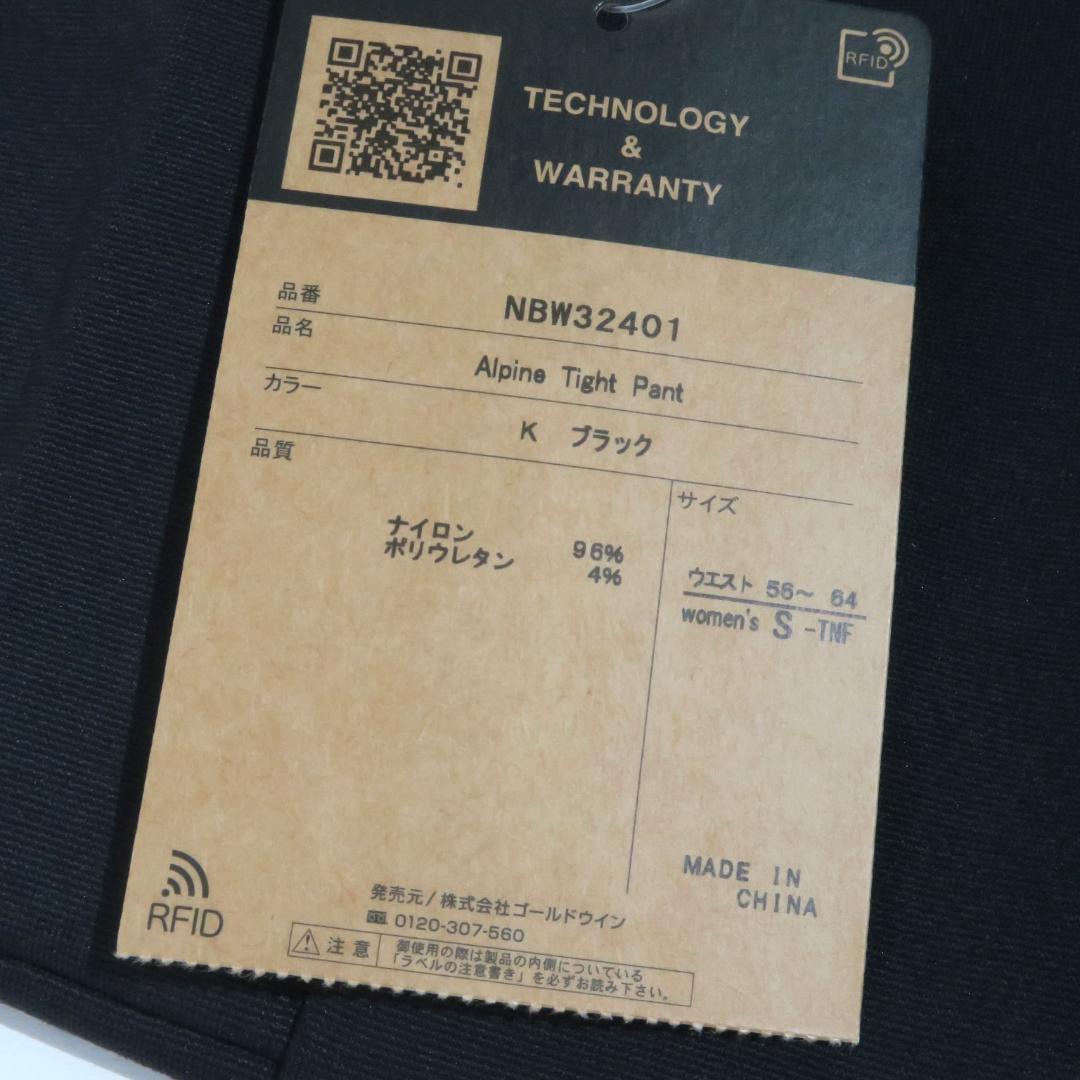 RFID
TECHNOLOGY
&
WARRANTY
品番 NBW32401
品名 Alpine Tight Pant
カラー K ブラック
品質
ナイロン 96%
ポリウレタン 4%
サイズ
ウエスト 56～ 64
women's S -TNF
MADE IN
CHINA
RFID
発売元/株式会社ゴールドウイン
0120-307-560
注意
御使用の際は製品の内側についている
「ラベルの注意書き」を必ずお読み下さい。